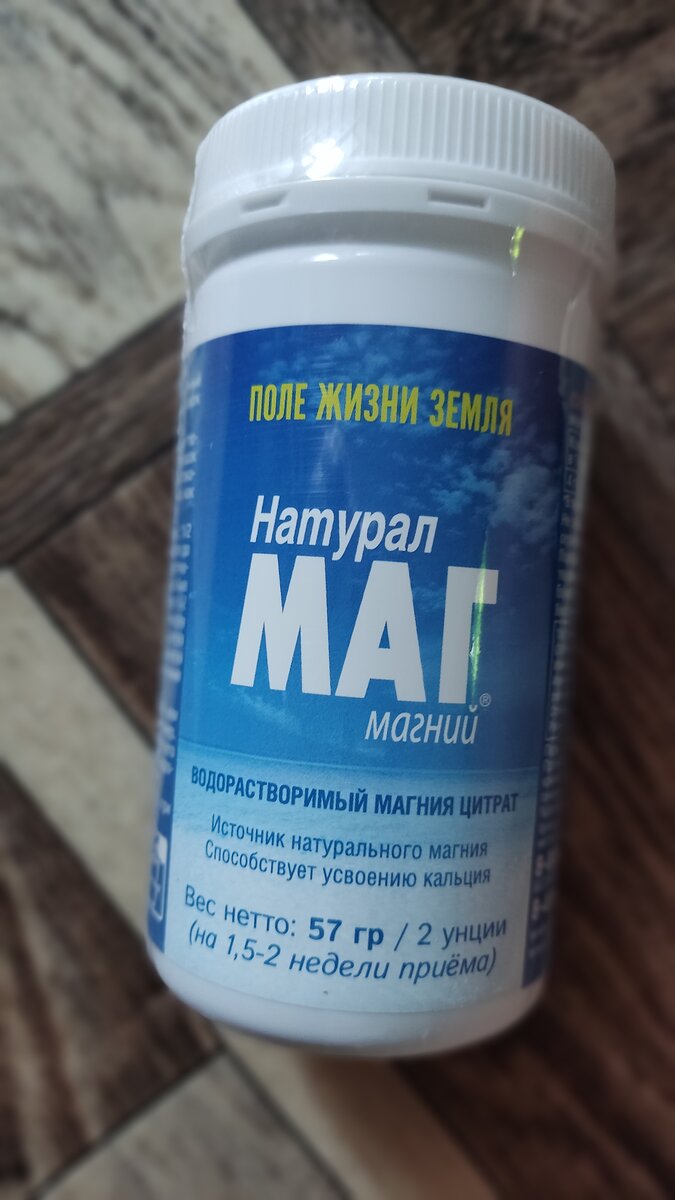 ПОЛЕ ЖИЗНИ ЗЕМЛЯ
Натурал
МАГ®
магний
ВОДОРАСТВОРИМЫЙ МАГНИЯ ЦИТРАТ
Источник натурального магния
Способствует усвоению кальция
Вес нетто: 57 гр / 2 унции
(на 1,5-2 недели приёма)